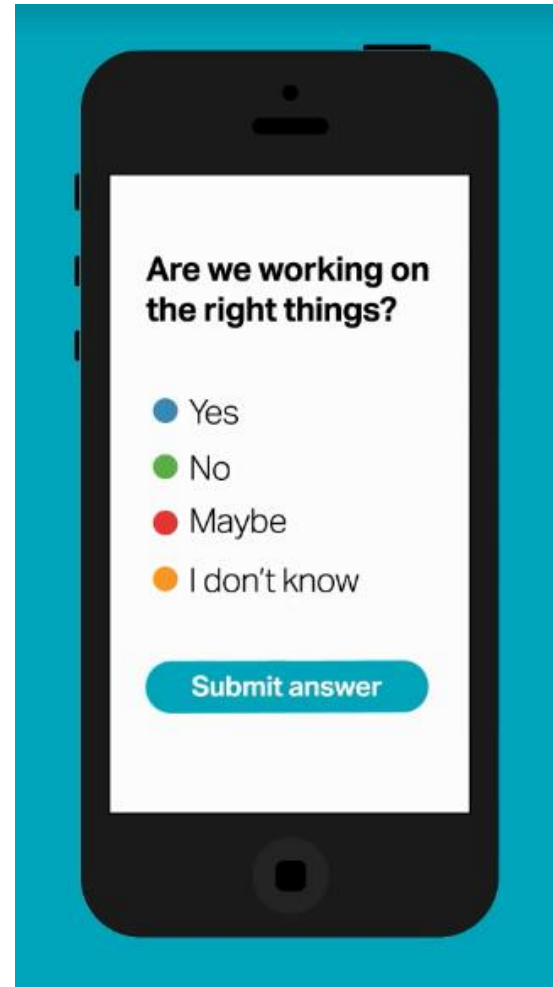 Are we working on
the right things?
Yes
No
Maybe
I don't know
Submit answer